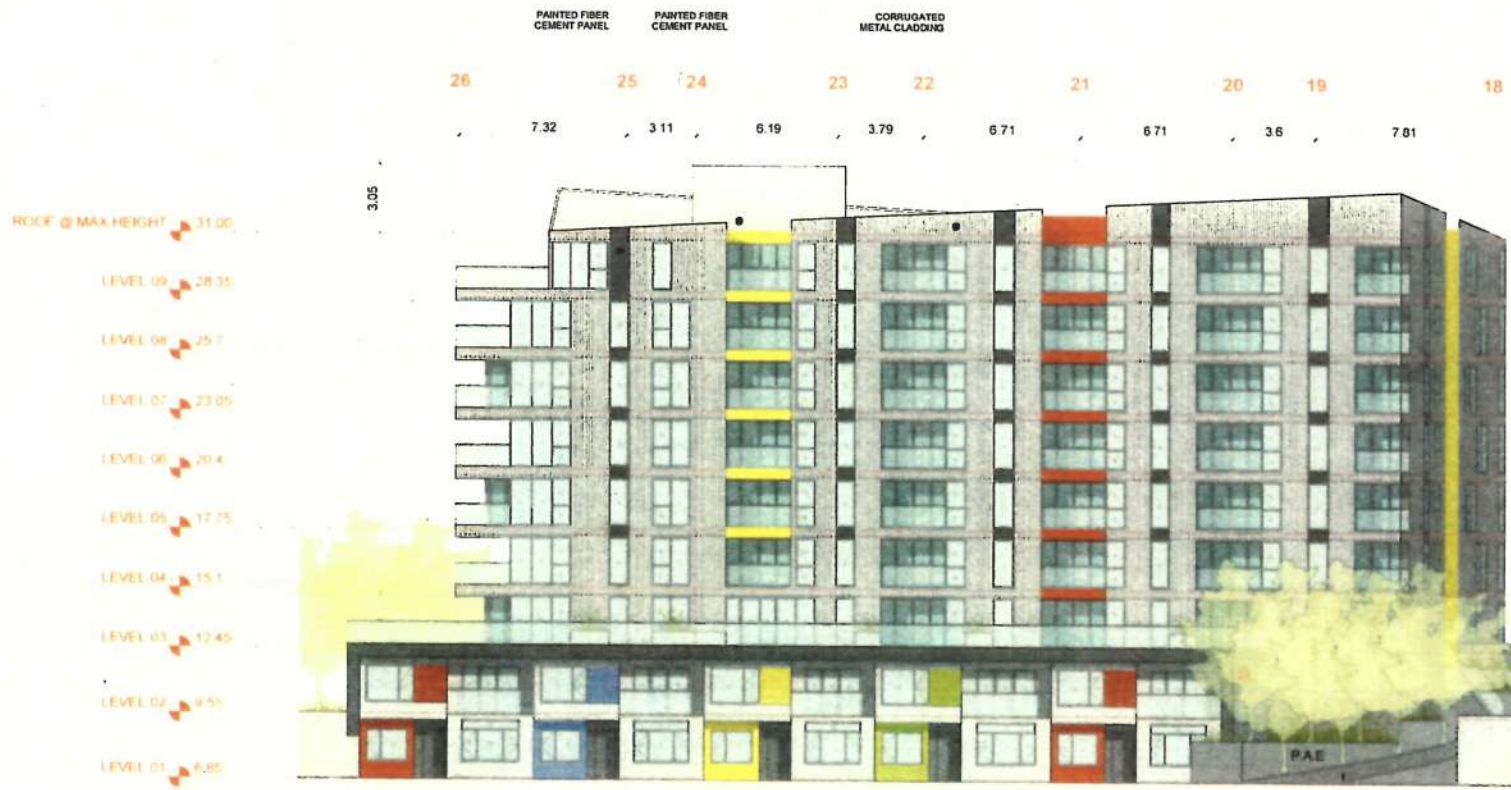 PAINTED FIBER
CEMENT PANEL
PAINTED FIBER
CEMENT PANEL
CORRUGATED
METAL CLADDING
26 25 24 23 22 21 20 19 18
7.32 3 11 6.19 3.79 6.71 6 71 3.6 7.81
3.05
ROOF @ MAX HEIGHT 31.00
LEVEL 09 28.35
LEVEL 08 25.7
LEVEL 07 23.05
LEVEL 06 20.4
LEVEL 05 17.75
LEVEL 04 15.1
LEVEL 03 12.45
LEVEL 02 9.55
LEVEL 01 6.65
P.A.E